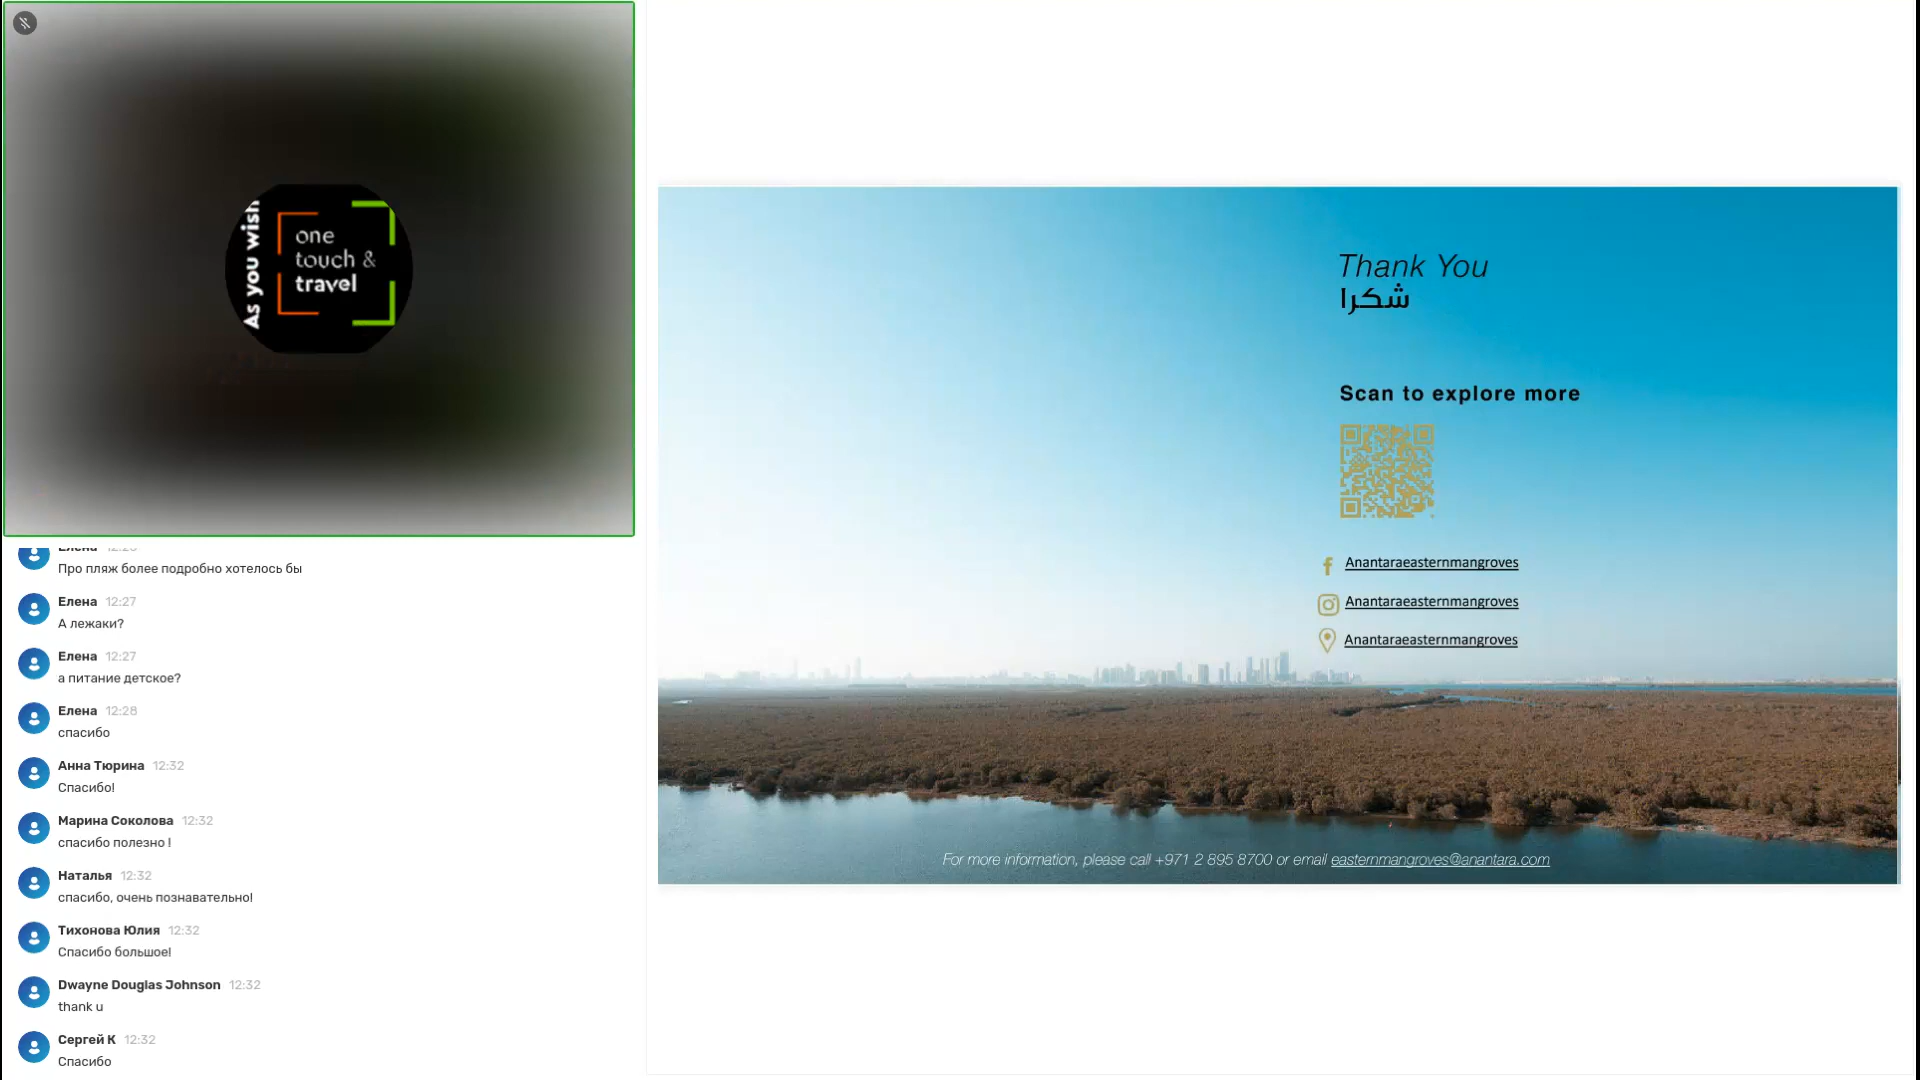 As you wish
one
touch &
travel
Елена
Про пляж более подробно хотелось бы
Елена 12:27
А лежаки?
Елена 12:27
а питание детское?
Елена 12:28
спасибо
Анна Тюрина 12:32
Спасибо!
Марина Соколова 12:32
спасибо полезно !
Наталья 12:32
спасибо, очень познавательно!
Тихонова Юлия 12:32
Спасибо большое!
Dwayne Douglas Johnson 12:32
thank u
Сергей К 12:32
Спасибо
Thank You
شكرا
Scan to explore more
Anantaraeasternmangroves
Anantaraeasternmangroves
Anantaraeasternmangroves
For more information, please call +971 2 895 8700 or email easternmangroves@anantara.com